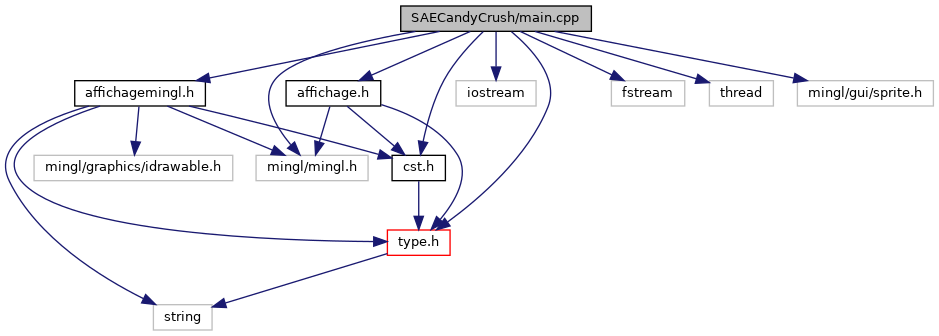 SAECandyCrush/main.cpp
affichagemingl.h
affichage.h
iostream
fstream
thread
mingl/gui/sprite.h
mingl/graphics/idrawable.h
mingl/mingl.h
cst.h
type.h
string